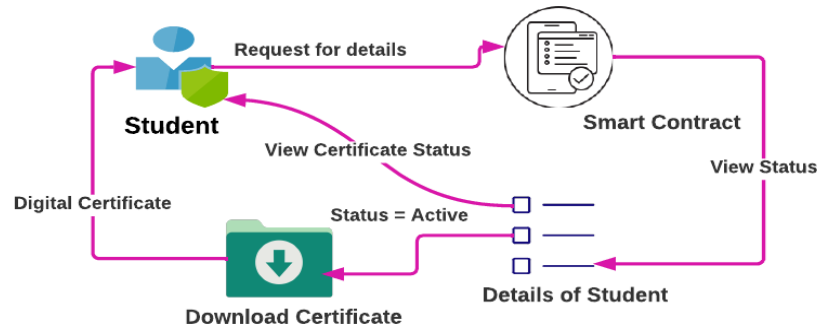 Request for details
Student
Smart Contract
View Certificate Status
View Status
Digital Certificate
Status = Active
Details of Student
Download Certificate